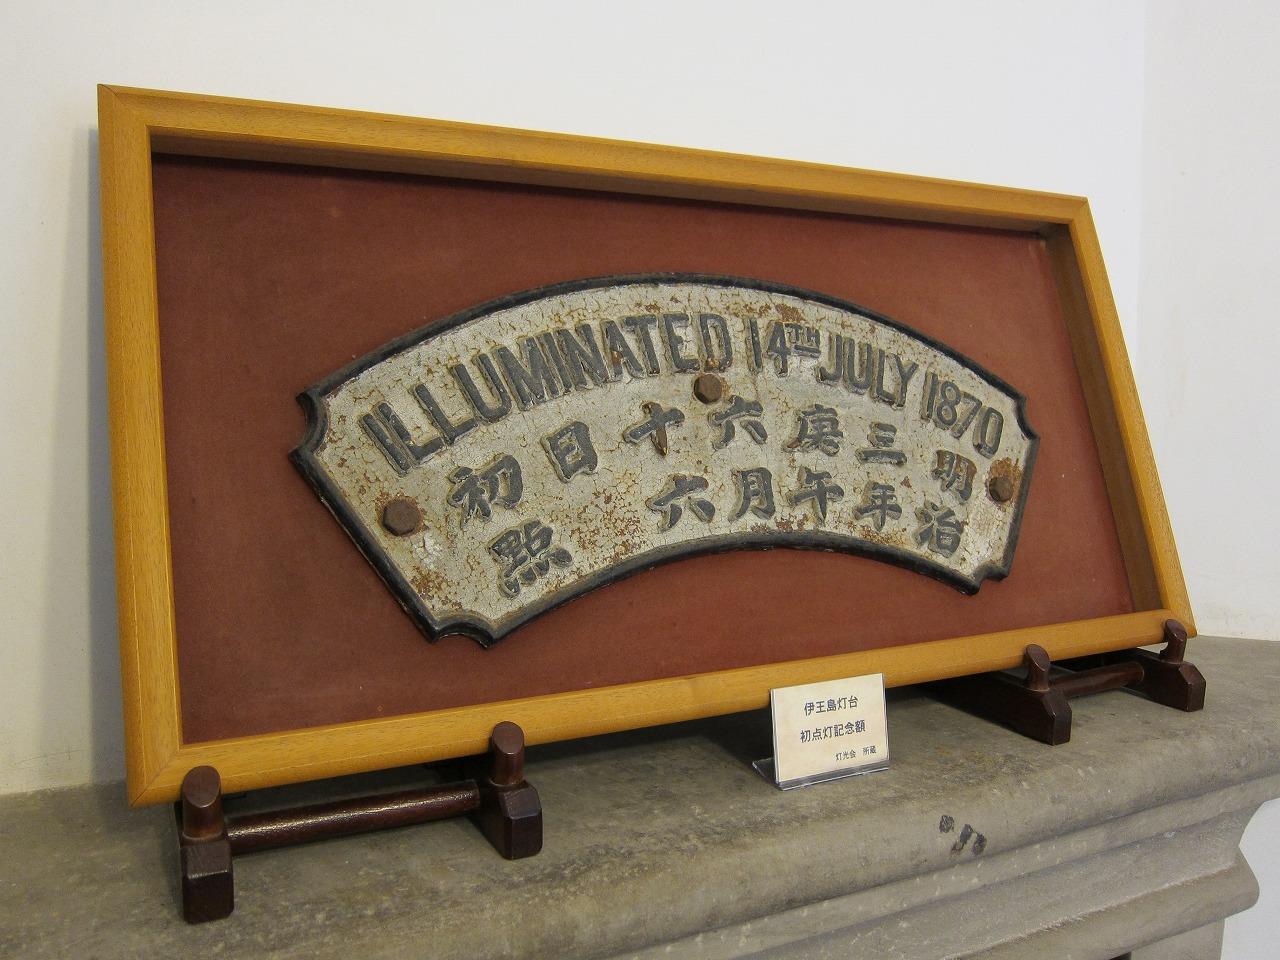 ILLUMINATED 14TH JULY 1870
明治
三年
庚午
六月
十六
日
初點
伊王島灯台
初点灯記念額
灯光会 所蔵